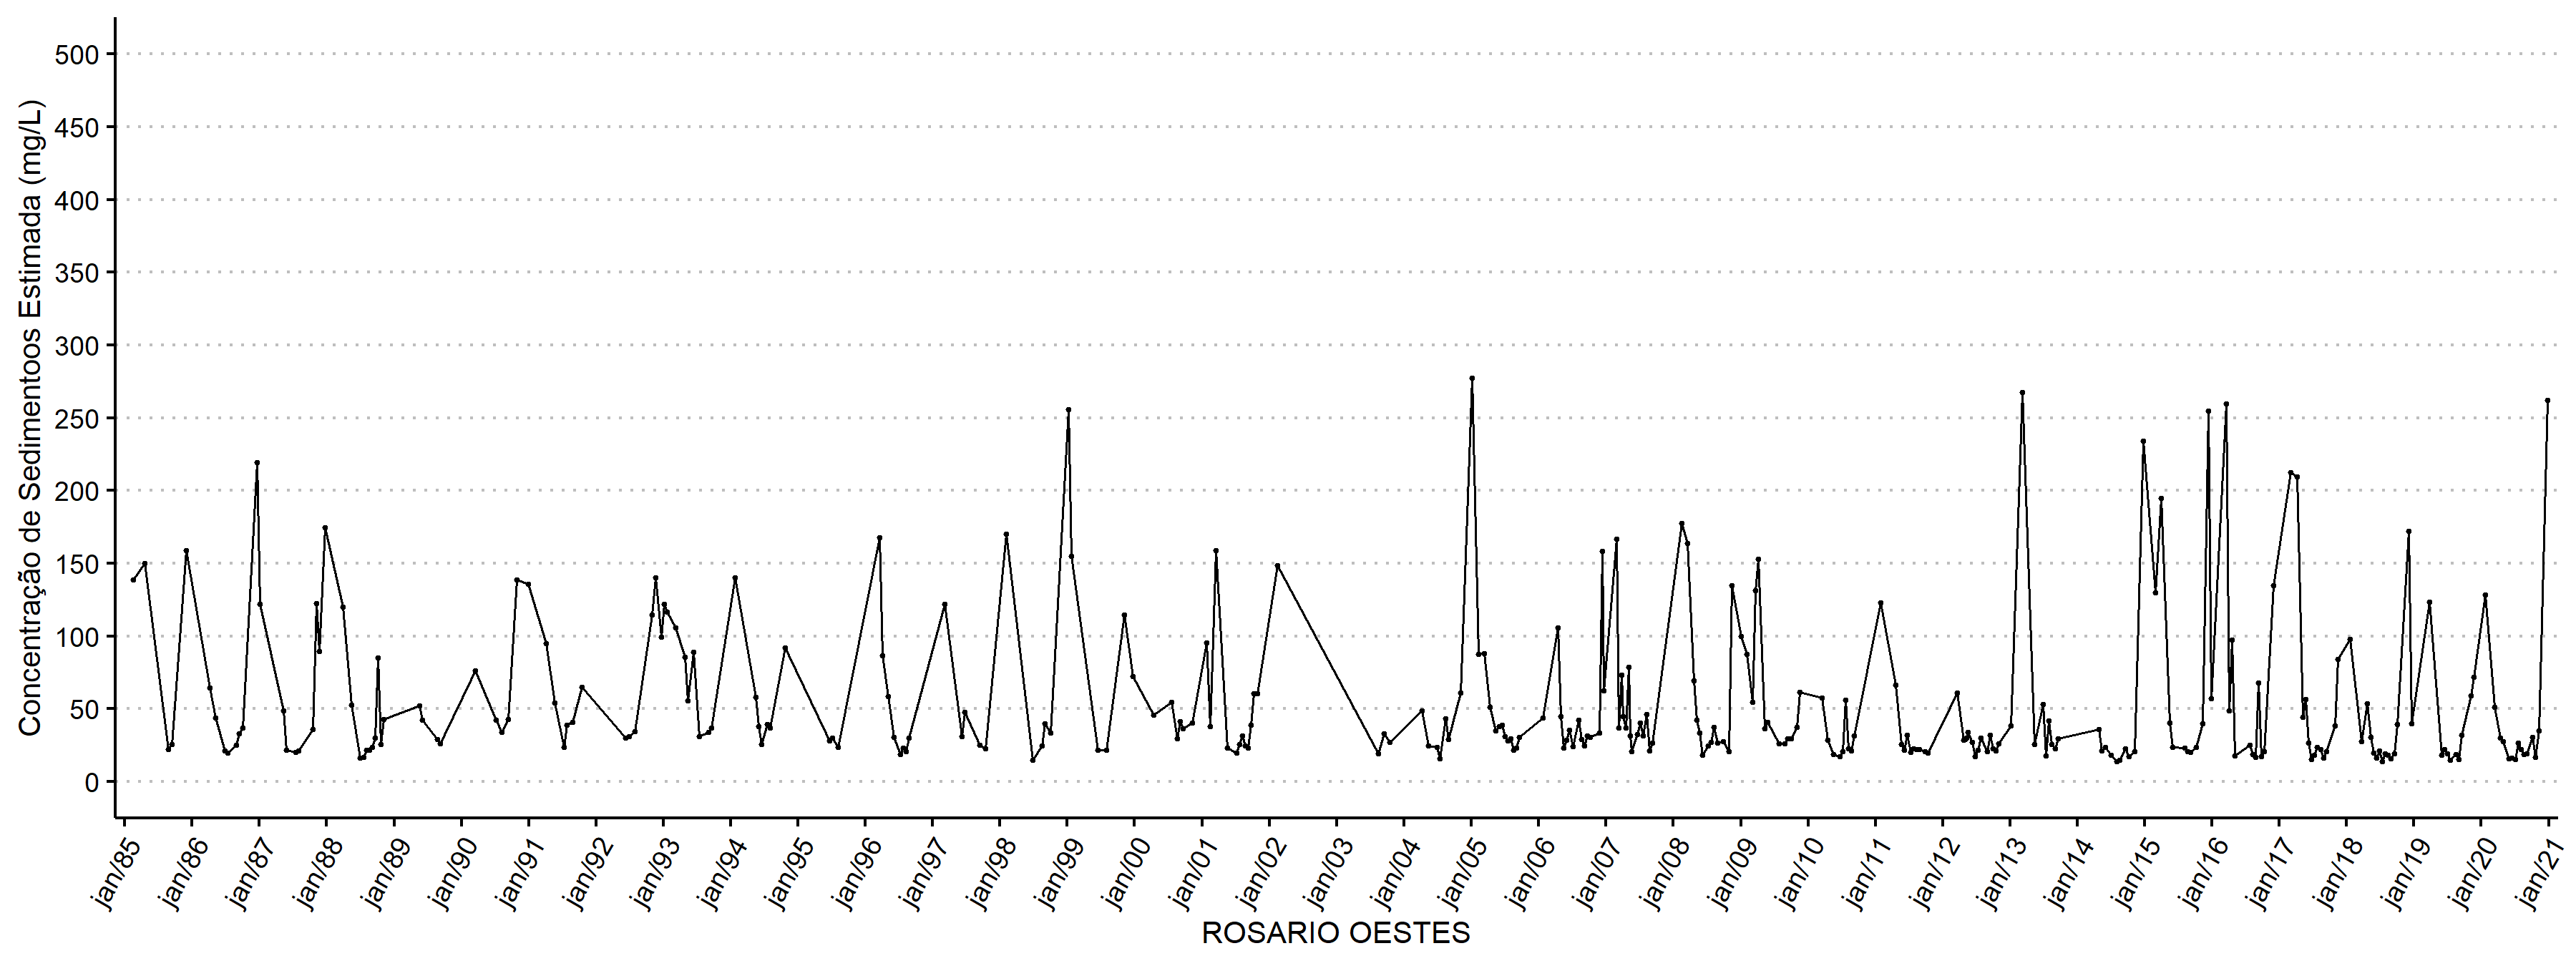 Concentração de Sedimentoos Estimada (mg/L)
500
450
400
350
300
250
200
150
100
50
0
jan/85
jan/86
jan/87
jan/88
jan/89
jan/90
jan/91
jan/92
jan/93
jan/94
jan/95
jan/96
jan/97
jan/98
jan/99
jan/00
jan/01
jan/02
jan/03
jan/04
jan/05
jan/06
jan/07
jan/08
jan/09
jan/10
jan/11
jan/12
jan/13
jan/14
jan/15
jan/16
jan/17
jan/18
jan/19
jan/20
jan/21
ROSARIO OESTES